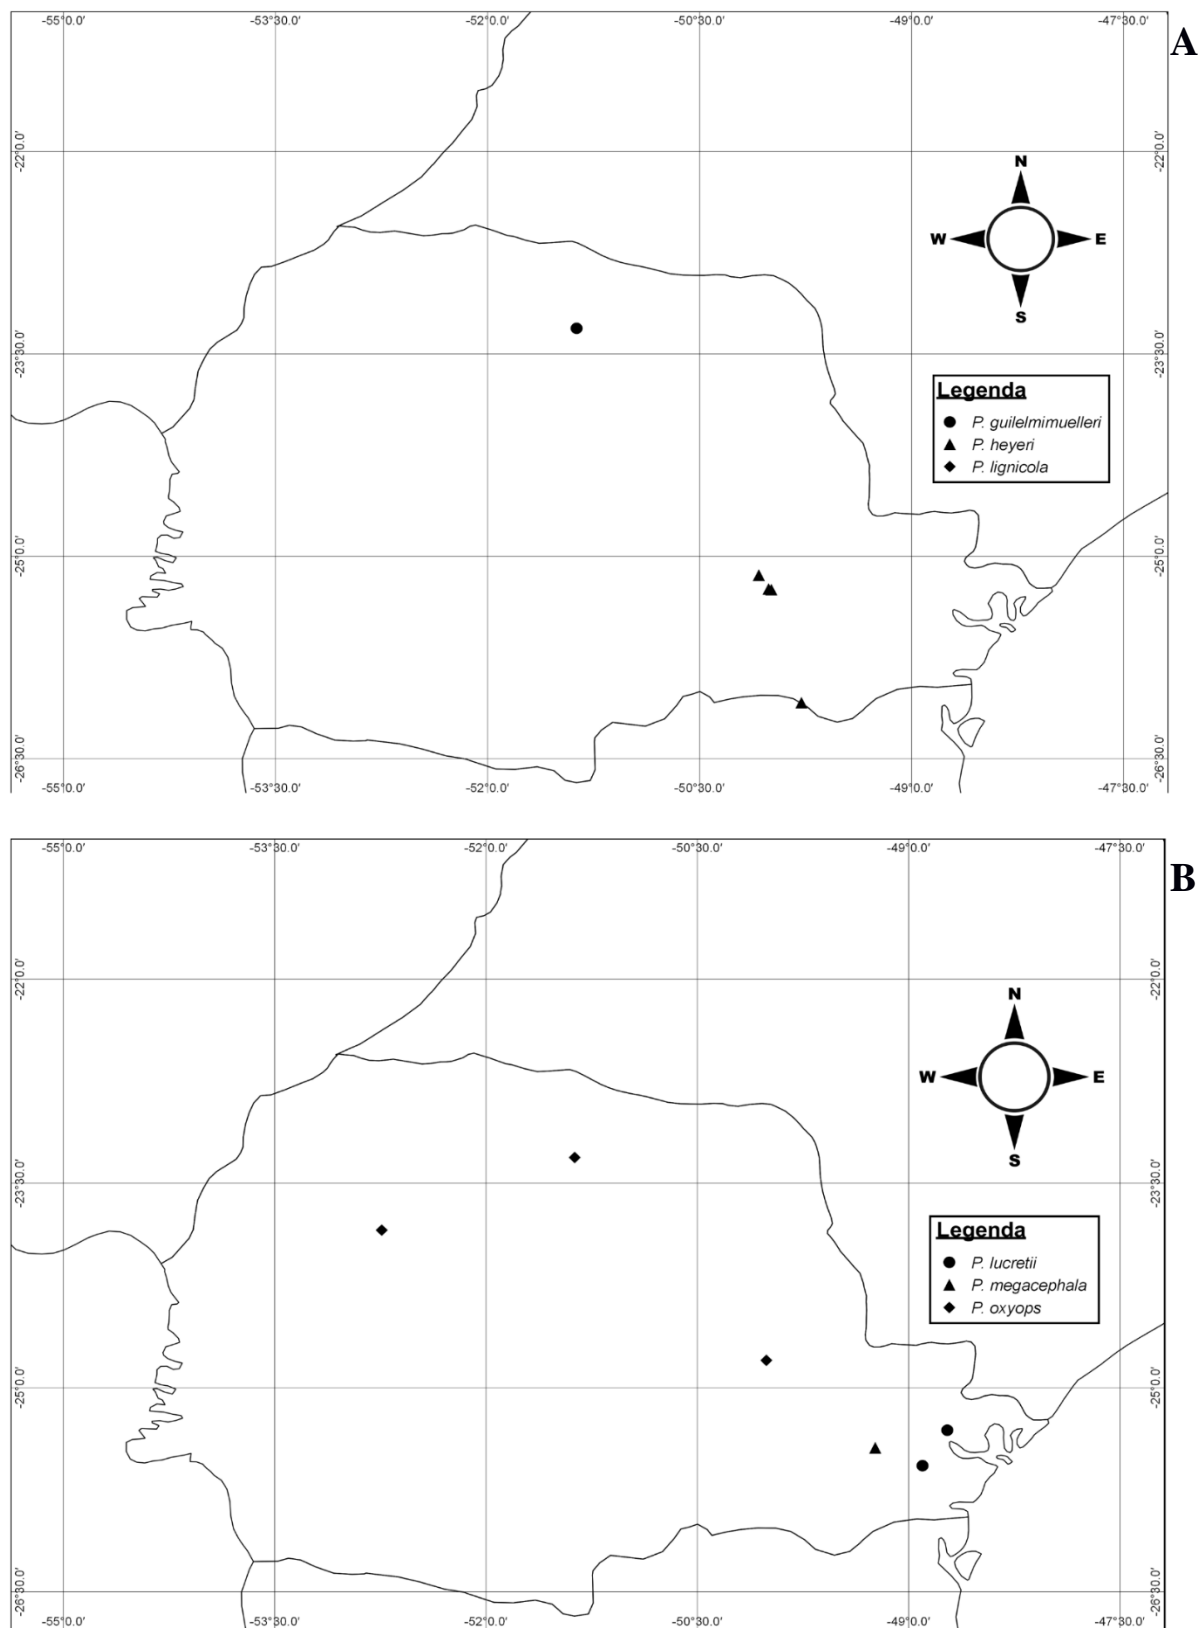 -55°0.0' -53°30.0' -52°0.0' -50°30.0' -49°0.0' -47°30.0'
A
-22°0.0' -22°0.0'
N
W E
S
-23°30.0' -23°30.0'
Legenda
P. guilelmimuelleri
P. heyeri
P. lignicola
-25°0.0' -25°0.0'
-26°30.0' -26°30.0'
-55°0.0' -53°30.0' -52°0.0' -50°30.0' -49°0.0' -47°30.0'
-55°0.0' -53°30.0' -52°0.0' -50°30.0' -49°0.0' -47°30.0'
B
-22°0.0' -22°0.0'
N
W E
S
-23°30.0' -23°30.0'
Legenda
P. lucretii
P. megacephala
P. oxyops
-25°0.0' -25°0.0'
-26°30.0' -26°30.0'
-55°0.0' -53°30.0' -52°0.0' -50°30.0' -49°0.0' -47°30.0'